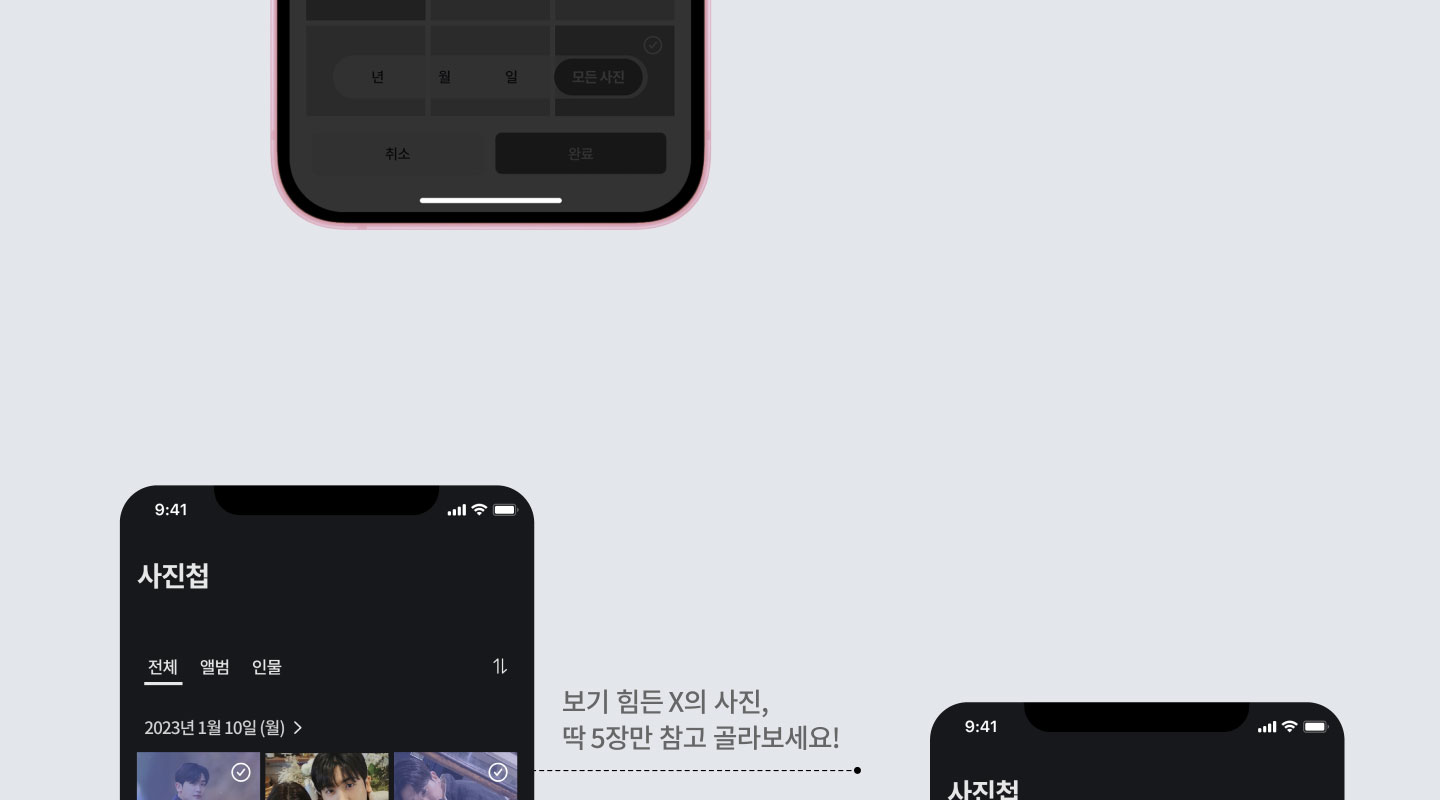 년 월 일 모든 사진
취소 완료
9:41
사진첩
전체 앨범 인물
2023년 1월 10일 (월)
보기 힘든 X의 사진,
딱 5장만 참고 골라보세요!
9:41
사진첩